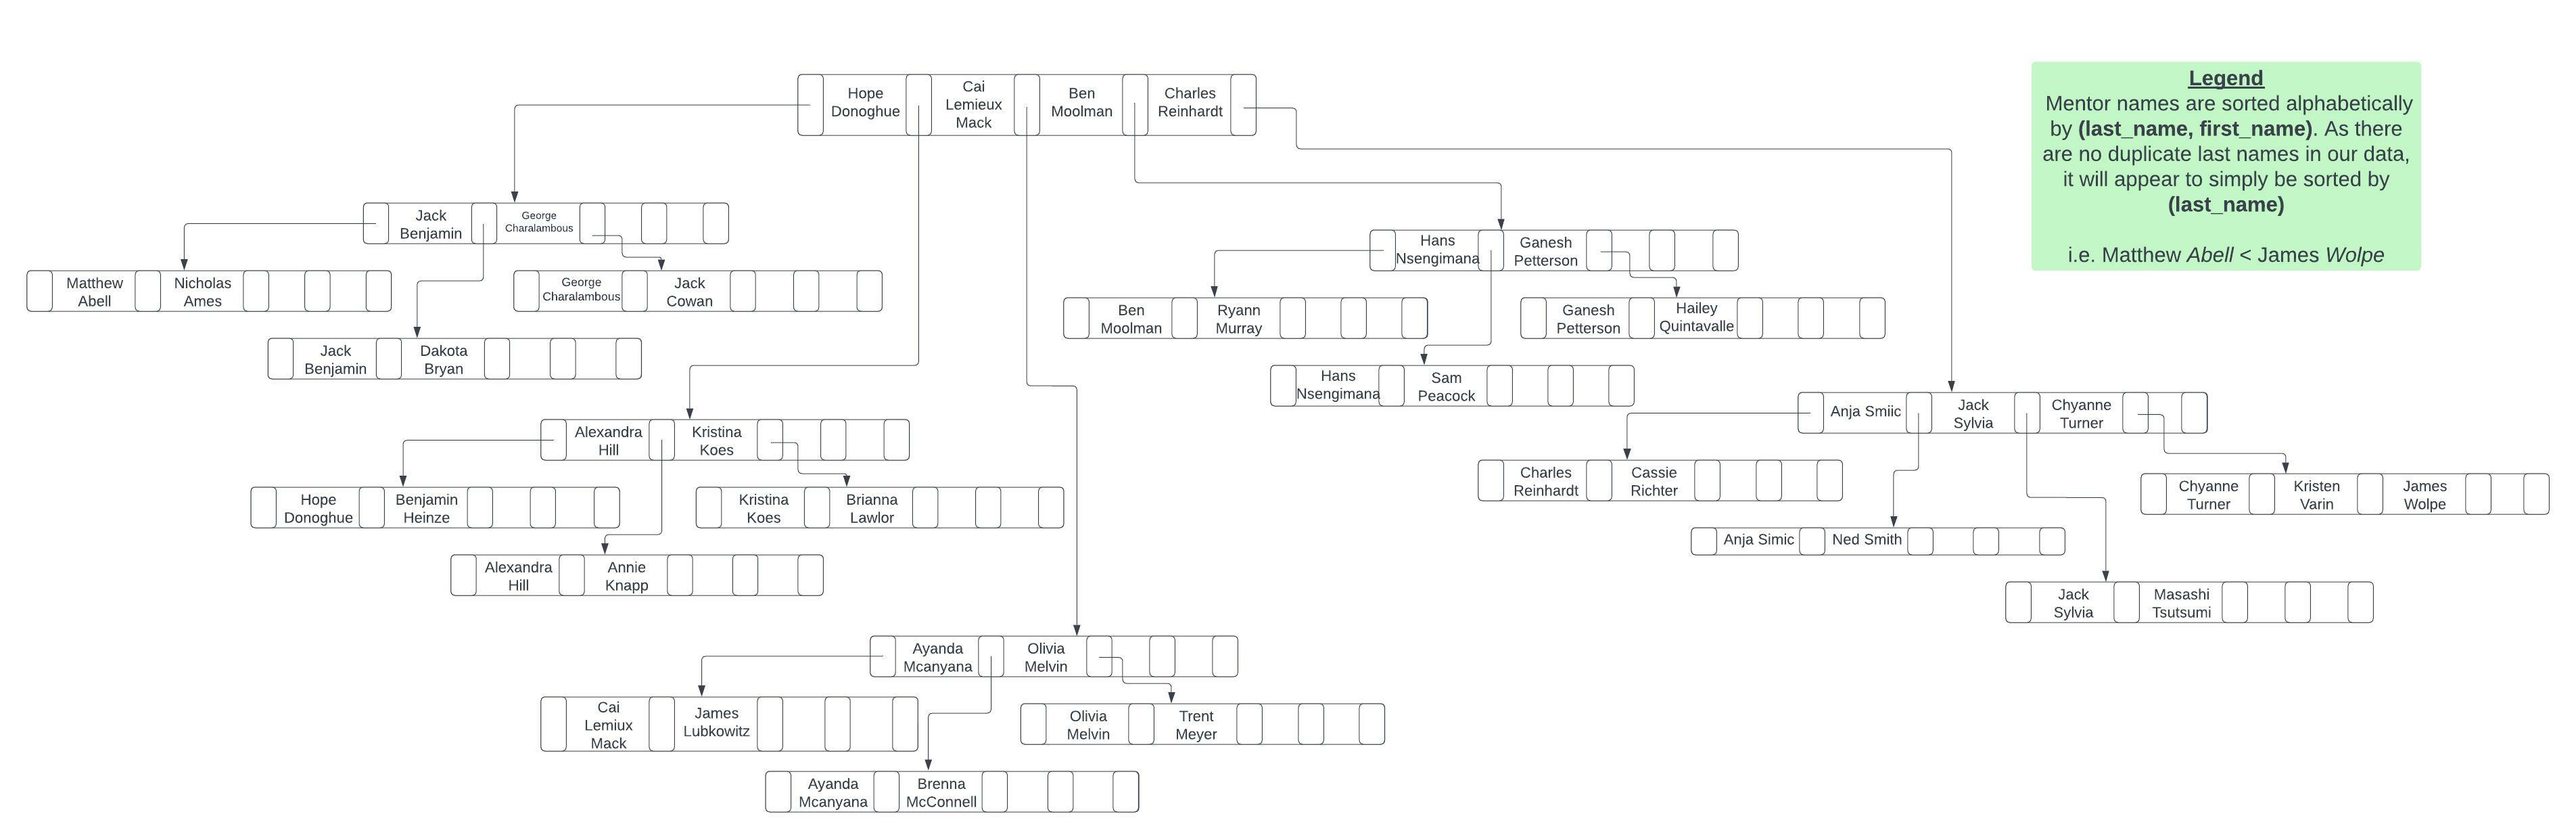 Hope
Donoghue
Cai
Lemieux
Mack
Ben
Moolman
Charles
Reinhardt
Legend
Mentor names are sorted alphabetically
by (last_name, first_name). As there
are no duplicate last names in our data,
it will appear to simply be sorted by
(last_name)
i.e. Matthew Abell < James Wolpe
Jack
Benjamin
George
Charalambous
Matthew
Abell
Nicholas
Ames
George
Charalambous
Jack
Cowan
Jack
Benjamin
Dakota
Bryan
Hans
Nsengimana
Ganesh
Petterson
Ben
Moolman
Ryann
Murray
Ganesh
Petterson
Hailey
Quintavalle
Hans
Nsengimana
Sam
Peacock
Anja Smiic
Jack
Sylvia
Chyanne
Turner
Alexandra
Hill
Kristina
Koes
Charles
Reinhardt
Cassie
Richter
Chyanne
Turner
Kristen
Varin
James
Wolpe
Hope
Donoghue
Benjamin
Heinze
Kristina
Koes
Brianna
Lawlor
Anja Simic
Ned Smith
Alexandra
Hill
Annie
Knapp
Jack
Sylvia
Masashi
Tsutsumi
Ayanda
Mcanyana
Olivia
Melvin
Cai
Lemiux
Mack
James
Lubkowitz
Olivia
Melvin
Trent
Meyer
Ayanda
Mcanyana
Brenna
McConnell